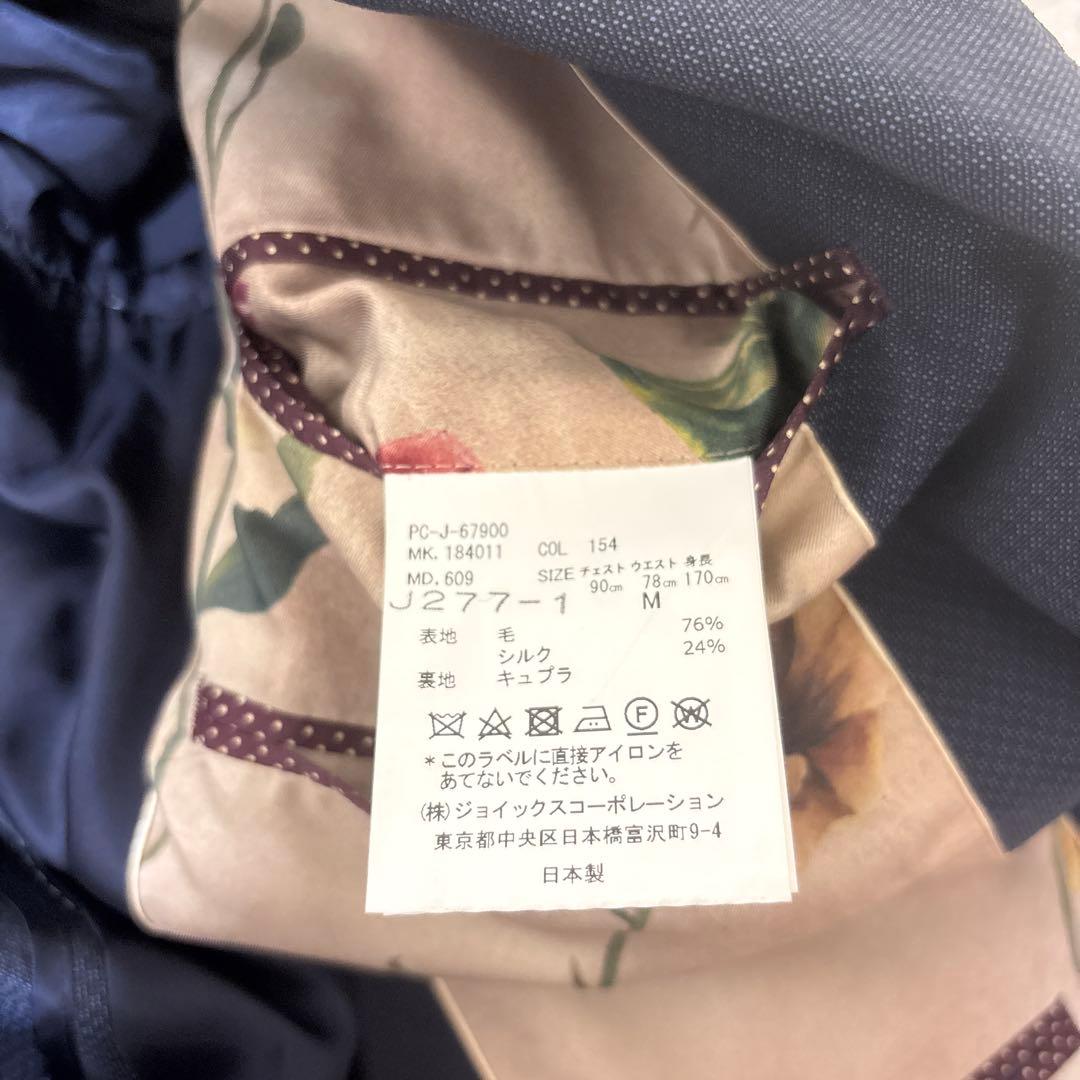 PC-J-67900
MK. 184011 COL 154
MD. 609 SIZE チェスト ウエスト 身長
90㎝ 78㎝ 170㎝
J277-1 M
表地 毛 76%
シルク 24%
裏地 キュプラ
F W
*このラベルに直接アイロンを
あてないでください。
(株)ジョイックスコーポレーション
東京都中央区日本橋富沢町9-4
日本製